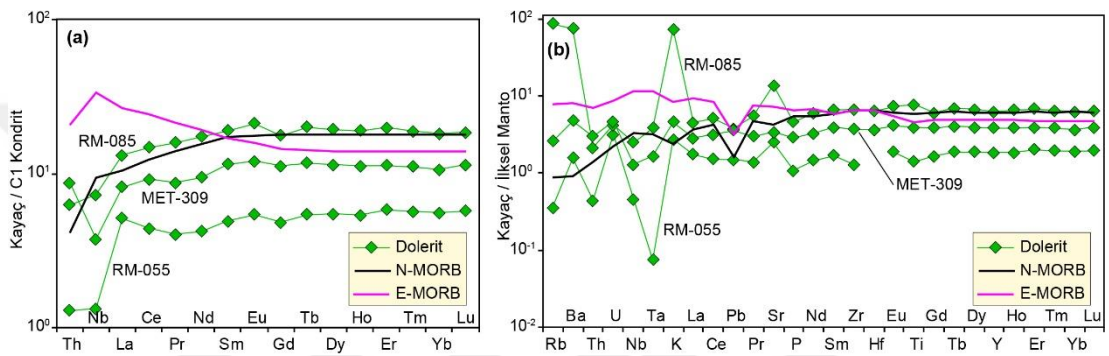 (a)
Kayaç / C1 Kondrit
10²
10¹
10⁰
RM-085
MET-309
RM-055
Dolerit
N-MORB
E-MORB
Nb Ce Nd Eu Tb Ho Tm Lu
Th La Pr Sm Gd Dy Er Yb
(b)
Kayaç / İlksel Manto
10²
10¹
10⁰
10⁻¹
10⁻²
RM-085
MET-309
RM-055
Dolerit
N-MORB
E-MORB
Ba U Ta La Pb Sr Nd Zr Eu Gd Dy Ho Tm Lu
Rb Th Nb K Ce Pr P Sm Hf Ti Tb Y Er Yb